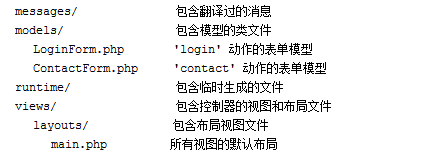 messages/ 包含翻译过的消息
models/ 包含模型的类文件
LoginForm.php 'login' 动作的表单模型
ContactForm.php 'contact' 动作的表单模型
runtime/ 包含临时生成的文件
views/ 包含控制器的视图和布局文件
layouts/ 包含布局视图文件
main.php 所有视图的默认布局